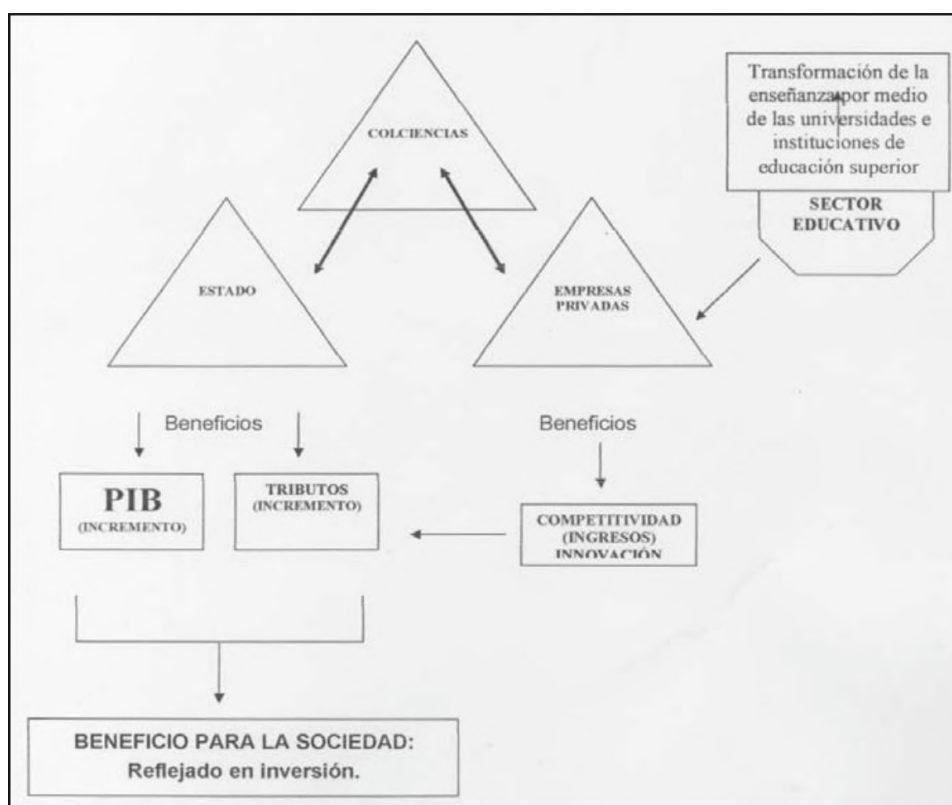 COLCIENCIAS
Transformación de la
enseñanza por medio
de las universidades e
instituciones de
educación superior
SECTOR
EDUCATIVO
ESTADO
EMPRESAS
PRIVADAS
Beneficios
Beneficios
PIB
(INCREMENTO)
TRIBUTOS
(INCREMENTO)
COMPETITIVIDAD
(INGRESOS)
INNOVACIÓN
BENEFICIO PARA LA SOCIEDAD:
Reflejado en inversión.